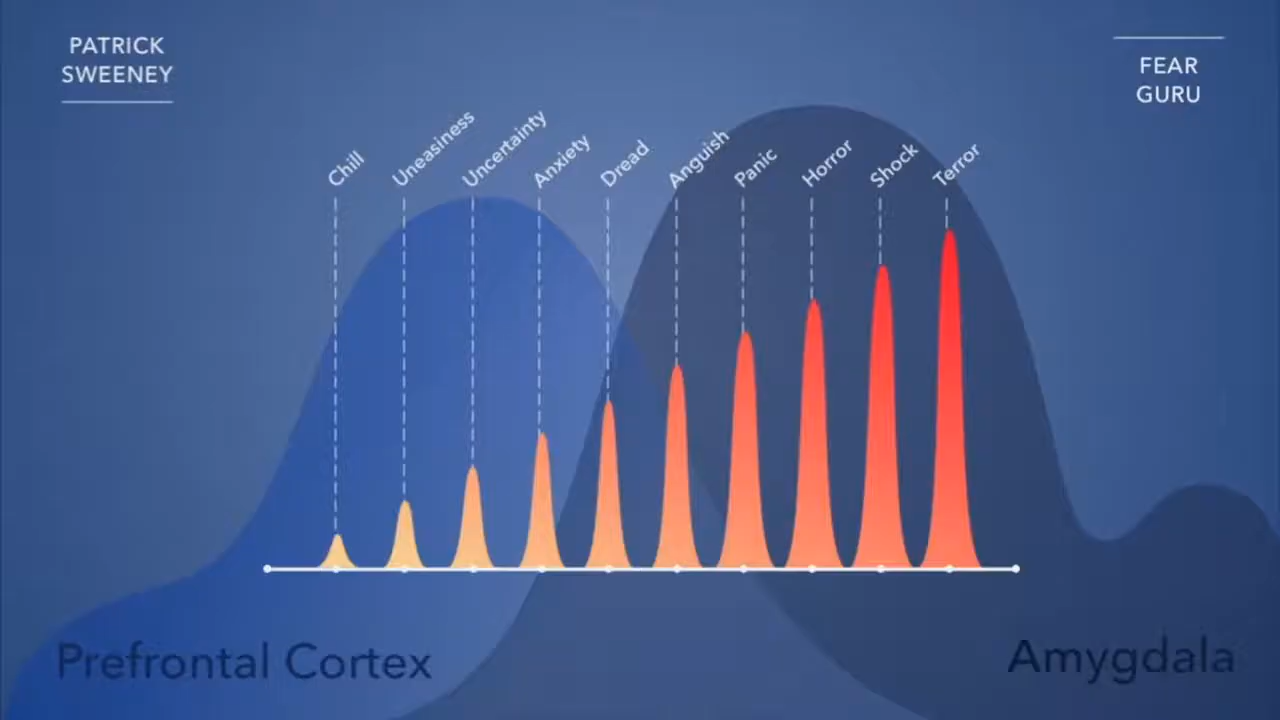 PATRICK
SWEENEY
FEAR
GURU
Chill
Uneasiness
Uncertainty
Anxiety
Dread
Anguish
Panic
Horror
Shock
Terror
Prefrontal Cortex
Amygdala